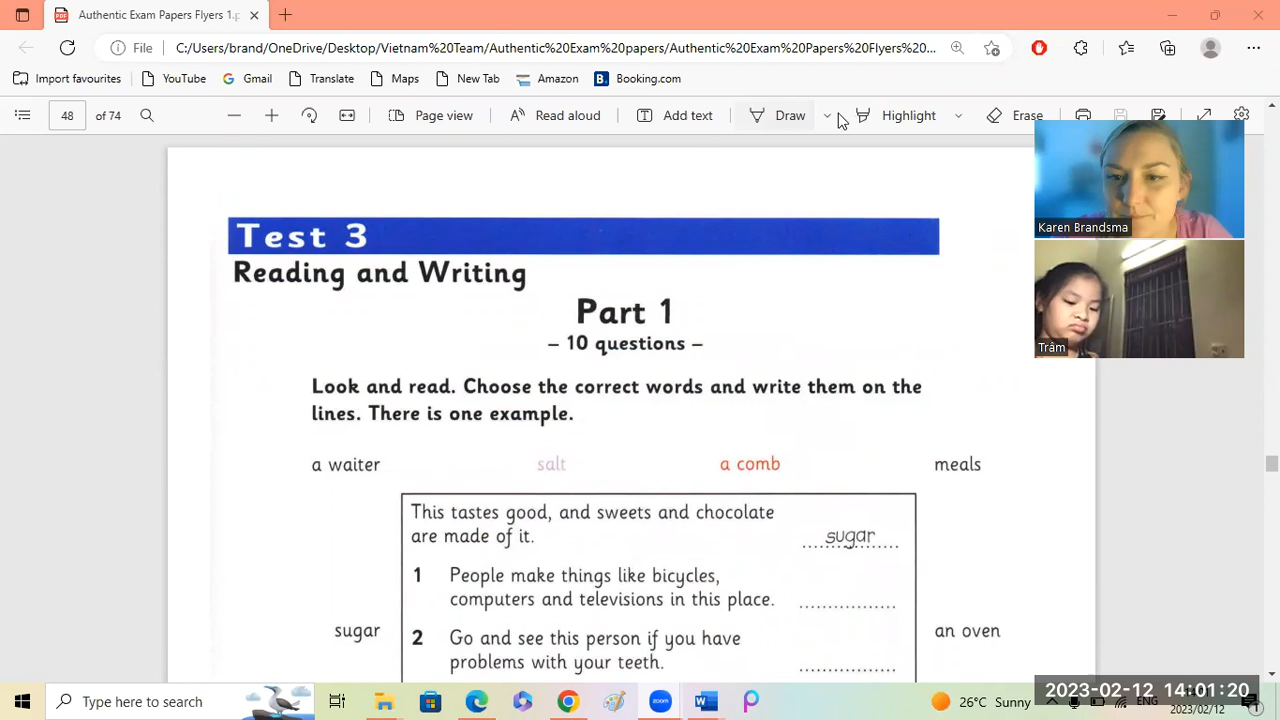 Authentic Exam Papers Flyers 1.p
File C:/Users/brand/OneDrive/Desktop/Vietnam%20Team/Authentic%20Exam%20papers/Authentic%20Exam%20Papers%20Flyers%20...
Import favourites YouTube Gmail Translate Maps New Tab Amazon Booking.com
48 of 74 Page view Read aloud Add text Draw Highlight Erase
Karen Brandsma
Trâm
Test 3
Reading and Writing
Part 1
– 10 questions –
Look and read. Choose the correct words and write them on the
lines. There is one example.
a waiter salt a comb meals
This tastes good, and sweets and chocolate
are made of it. sugar
1 People make things like bicycles,
computers and televisions in this place. ................
sugar
2 Go and see this person if you have
problems with your teeth. ................
an oven
Type here to search
zoom
26°C Sunny
ENG
2023-02-12 14:01:20
2023/02/12